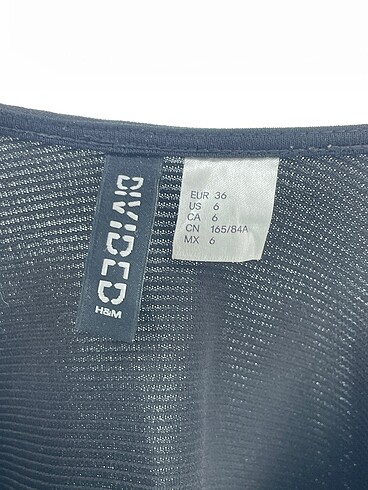 DIVIDED
H&M
EUR 36
US 6
CA 6
CN 165/84A
MX 6